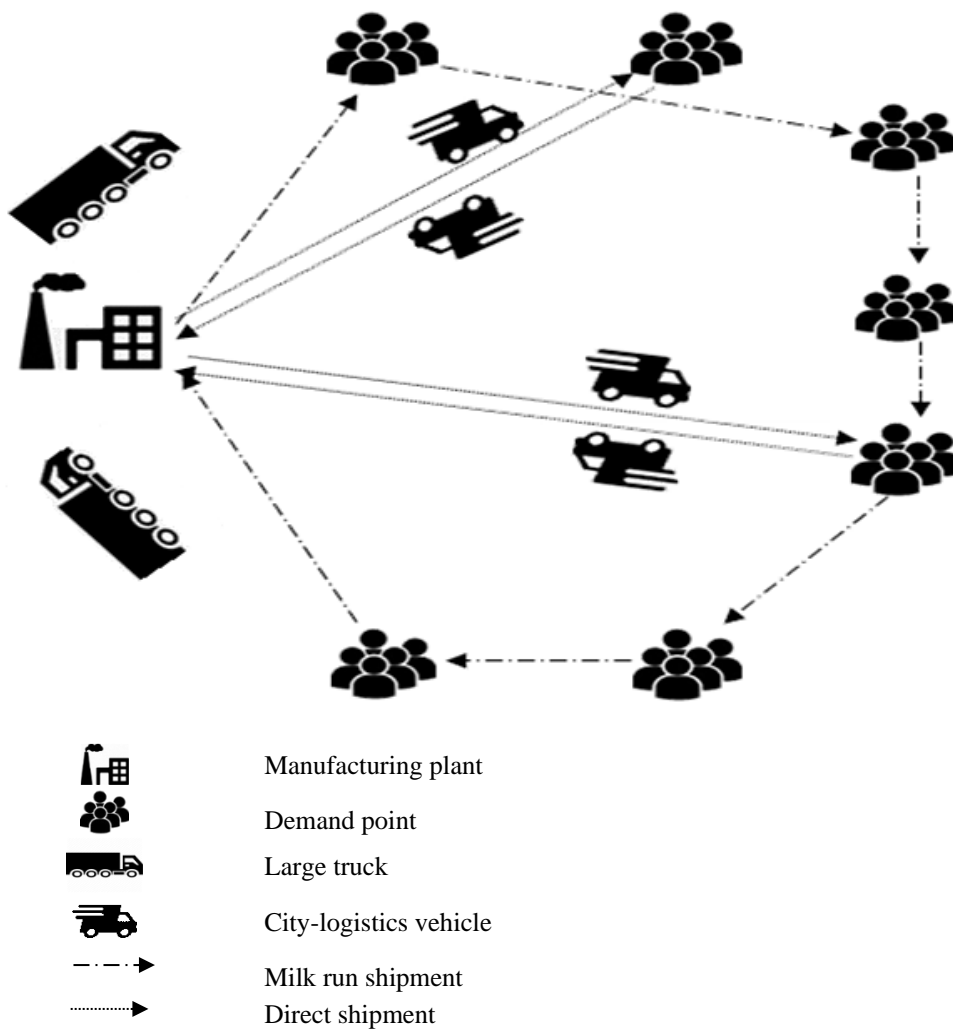 Manufacturing plant
Demand point
Large truck
City-logistics vehicle
Milk run shipment
Direct shipment